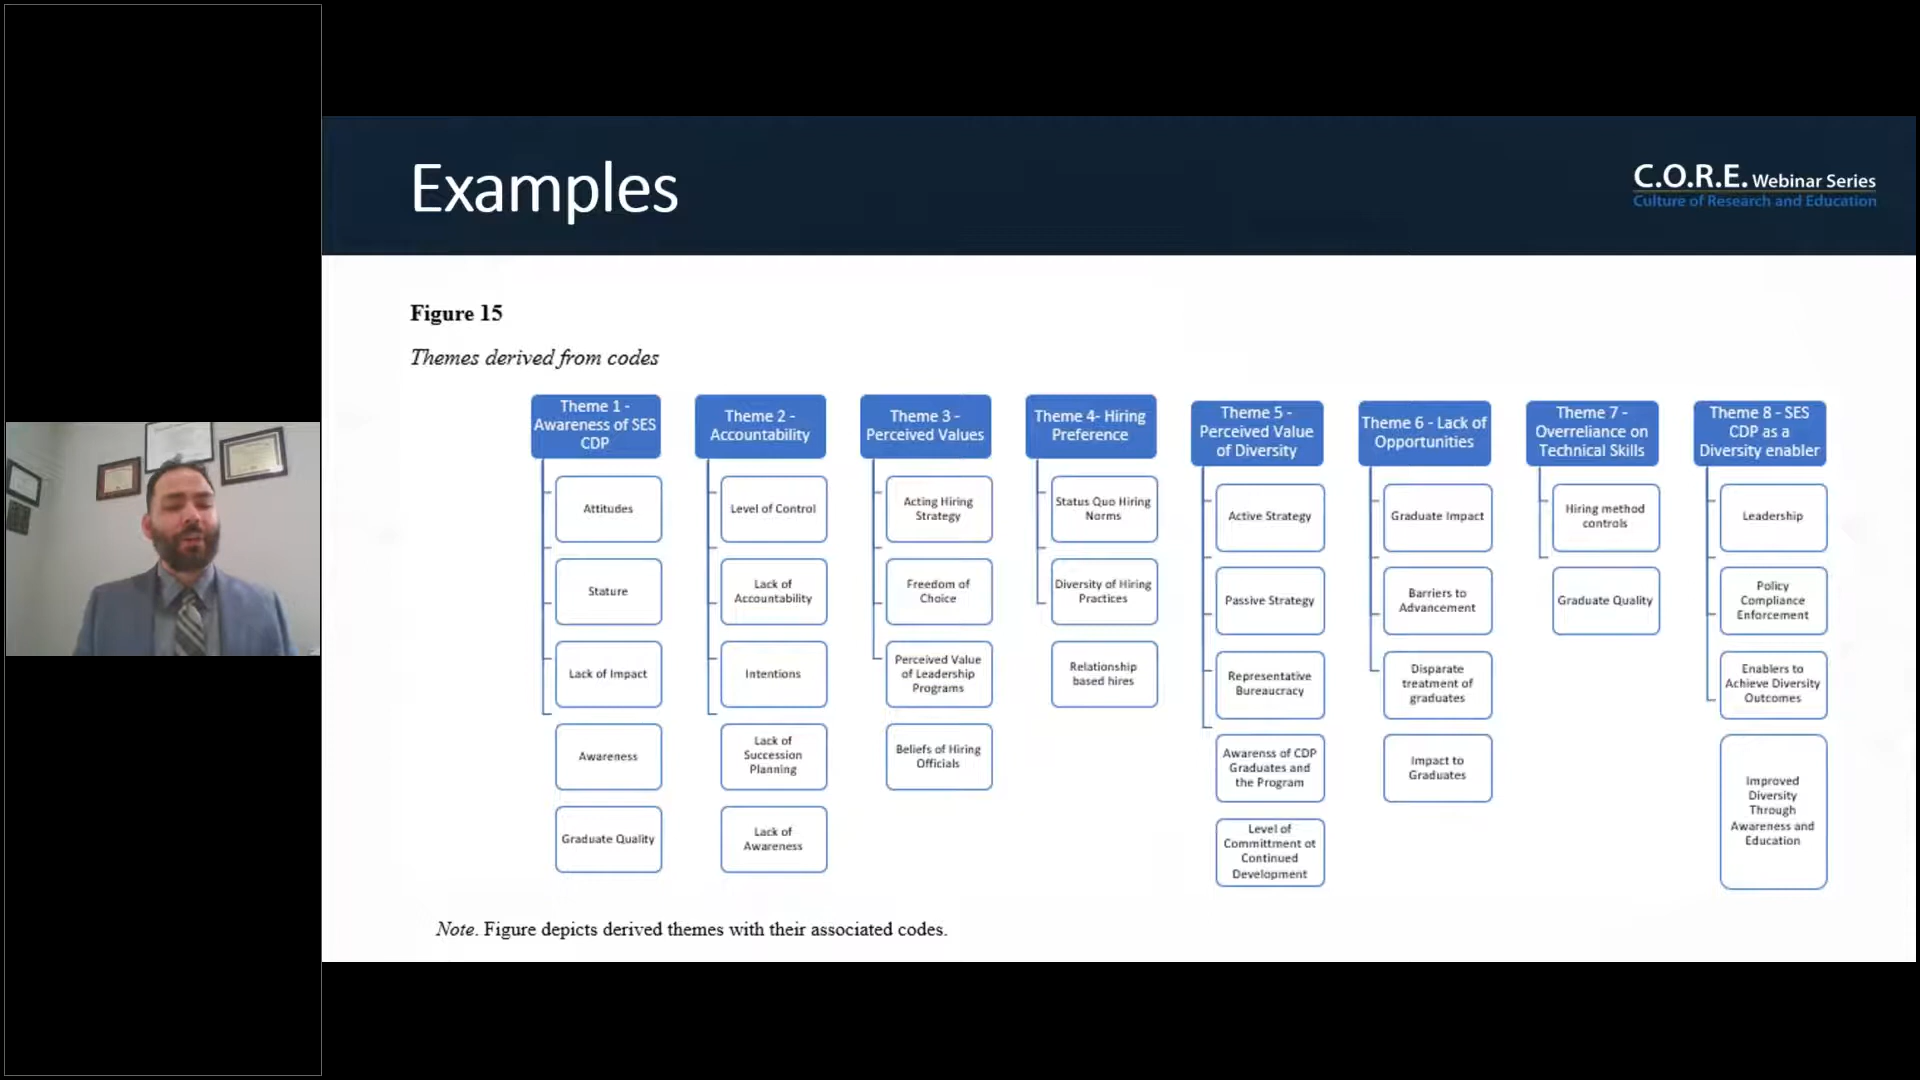 Examples
C.O.R.E. Webinar Series
Culture of Research and Education
Figure 15
Themes derived from codes
Theme 1 -
Awareness of SES
CDP
Attitudes
Stature
Lack of Impact
Awareness
Graduate Quality
Theme 2 -
Accountability
Level of Control
Lack of
Accountability
Intentions
Lack of
Succession
Planning
Lack of
Awareness
Theme 3 -
Perceived Values
Acting Hiring
Strategy
Freedom of
Choice
Perceived Value
of Leadership
Programs
Beliefs of Hiring
Officials
Theme 4- Hiring
Preference
Status Quo Hiring
Norms
Diversity of Hiring
Practices
Relationship
based hires
Theme 5 -
Perceived Value
of Diversity
Active Strategy
Passive Strategy
Representative
Bureaucracy
Awarenss of CDP
Graduates and
the Program
Level of
Committment ot
Continued
Development
Theme 6 - Lack of
Opportunities
Graduate Impact
Barriers to
Advancement
Disparate
treatment of
graduates
Impact to
Graduates
Theme 7 -
Overreliance on
Technical Skills
Hiring method
controls
Graduate Quality
Theme 8 - SES
CDP as a
Diversity enabler
Leadership
Policy
Compliance
Enforcement
Enablers to
Achieve Diversity
Outcomes
Improved
Diversity
Through
Awareness and
Education
Note. Figure depicts derived themes with their associated codes.